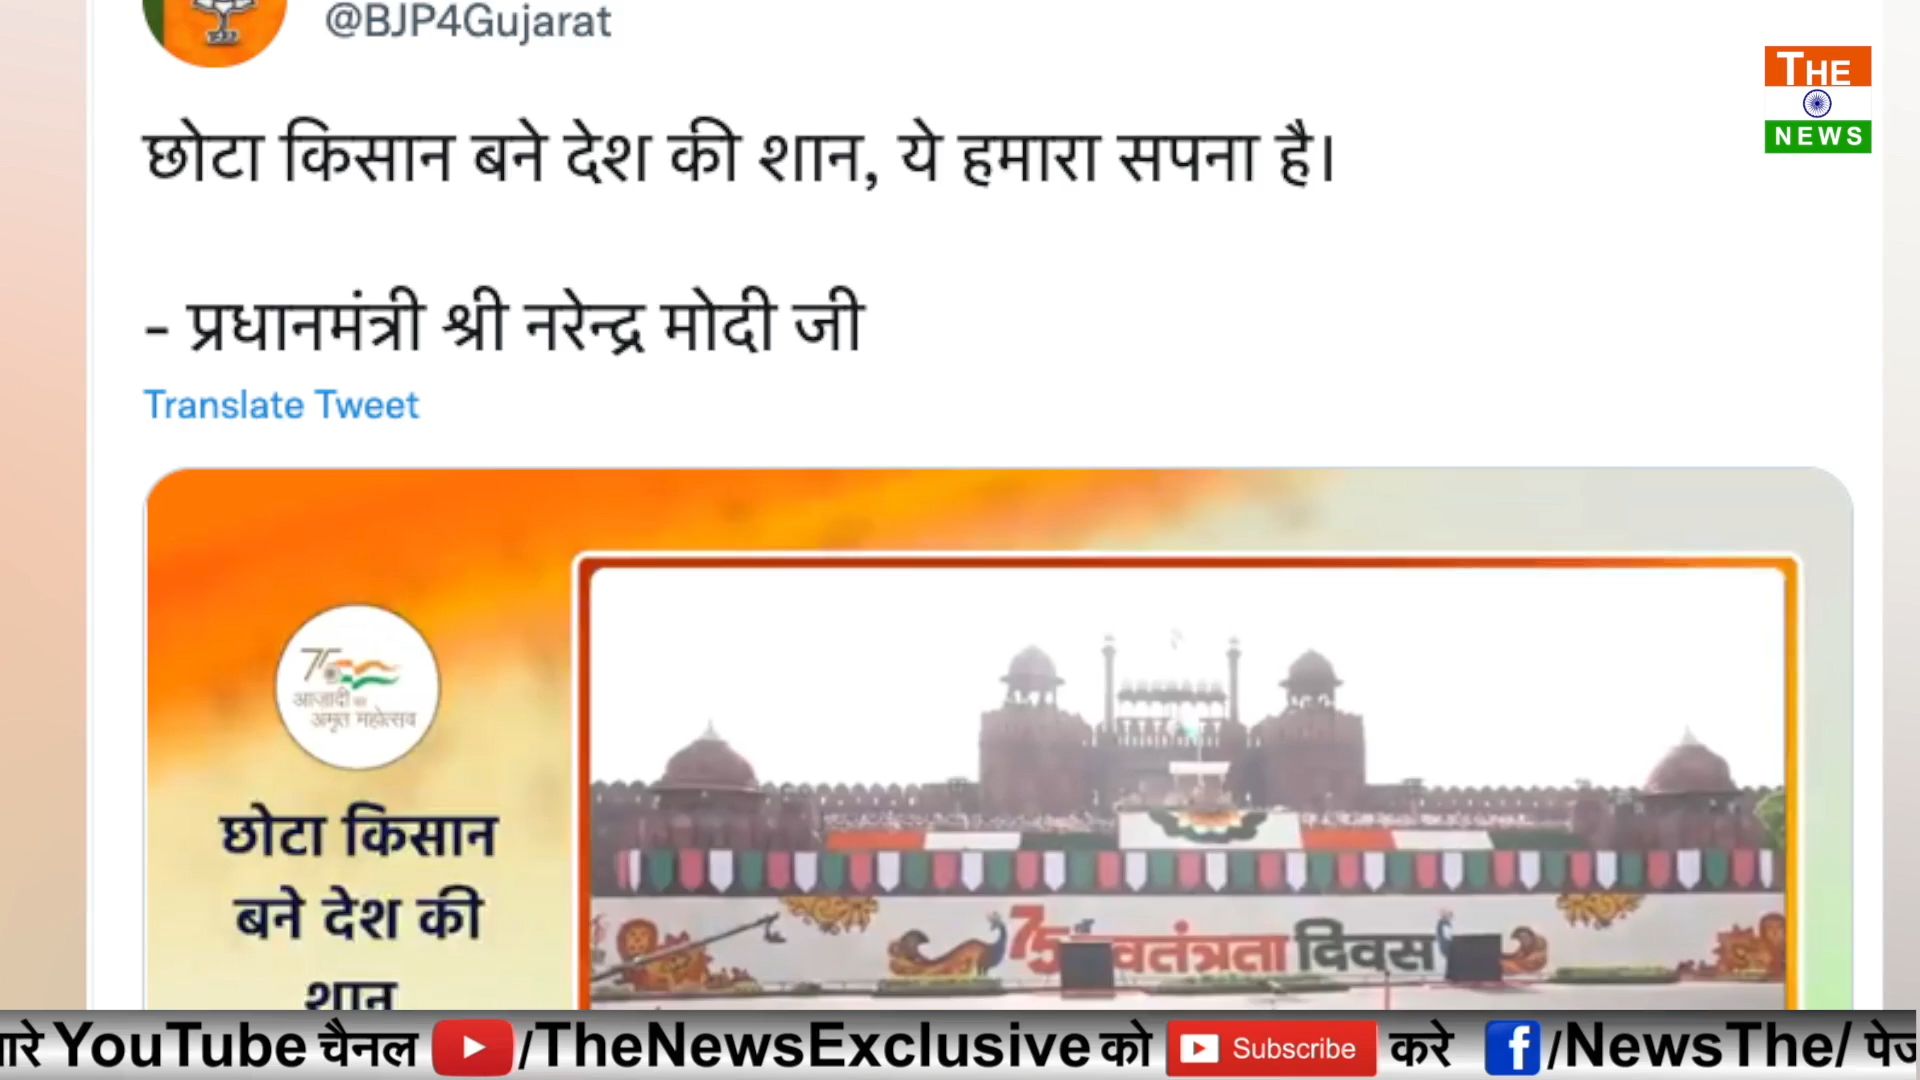 @BJP4Gujarat
THE
NEWS
छोटा किसान बने देश की शान, ये हमारा सपना है।
- प्रधानमंत्री श्री नरेन्द्र मोदी जी
Translate Tweet
75
आज़ादी का
अमृत महोत्सव
छोटा किसान
बने देश की
शान
75 स्वतंत्रता दिवस
YouTube चैनल /TheNewsExclusive को Subscribe करे f /NewsThe/